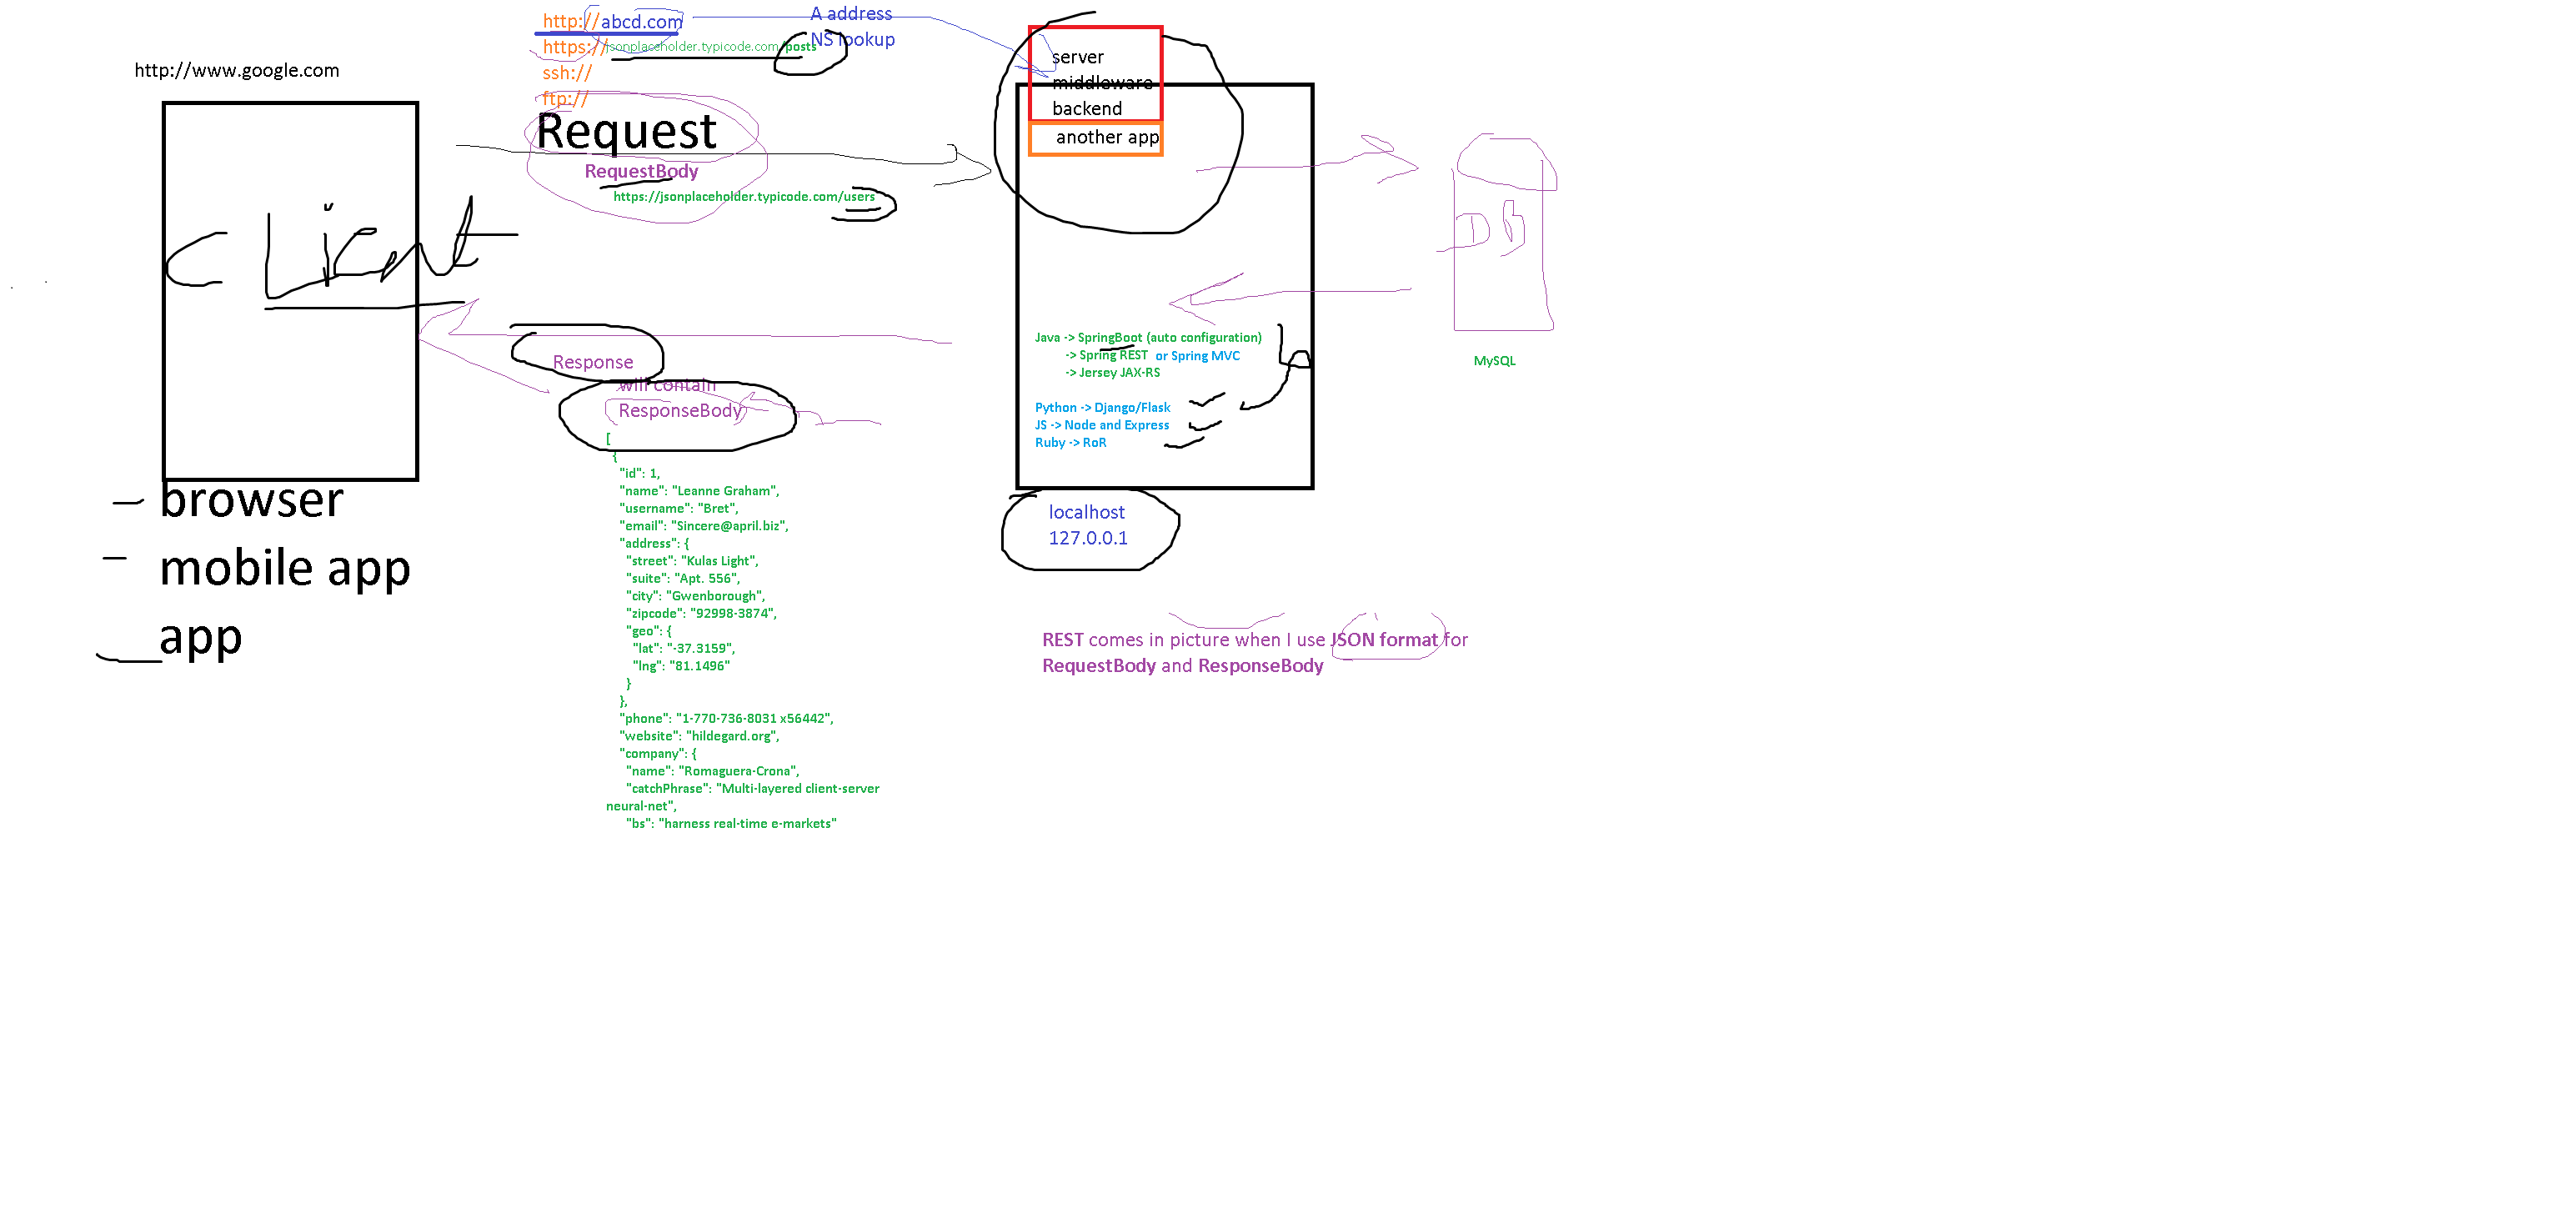 http://www.google.com
client
browser
mobile app
app
http://abcd.com
https://jsonplaceholder.typicode.com/posts
ssh://
ftp://
A address
NS lookup
Request
RequestBody
https://jsonplaceholder.typicode.com/users
Response
will contain
ResponseBody
[
{
"id": 1,
"name": "Leanne Graham",
"username": "Bret",
"email": "Sincere@april.biz",
"address": {
"street": "Kulas Light",
"suite": "Apt. 556",
"city": "Gwenborough",
"zipcode": "92998-3874",
"geo": {
"lat": "-37.3159",
"lng": "81.1496"
}
},
"phone": "1-770-736-8031 x56442",
"website": "hildegard.org",
"company": {
"name": "Romaguera-Crona",
"catchPhrase": "Multi-layered client-server
neural-net",
"bs": "harness real-time e-markets"
server
middleware
backend
another app
Java -> SpringBoot (auto configuration)
-> Spring REST or Spring MVC
-> Jersey JAX-RS
Python -> Django/Flask
JS -> Node and Express
Ruby -> RoR
localhost
127.0.0.1
DB
MySQL
REST comes in picture when I use JSON format for
RequestBody and ResponseBody